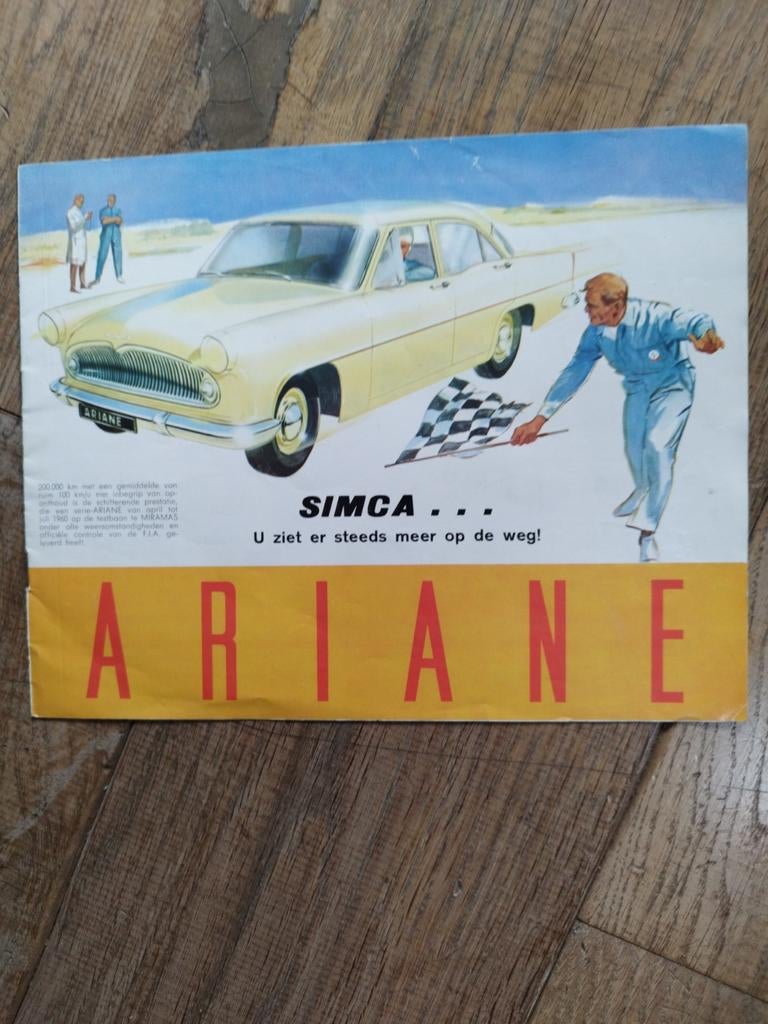 ARIANE
200.000 km met een gemiddelde van
ruim 100 km/u met inbegrip van op-
onthoud is de schitterende prestatie,
die een serie-ARIANE van april tot
juli 1960 op de testbaan te MIRAMAS
onder alle weersomstandigheden en
officiële controle van de F.I.A. ge-
leverd heeft
SIMCA . . .
U ziet er steeds meer op de weg!
ARIANE